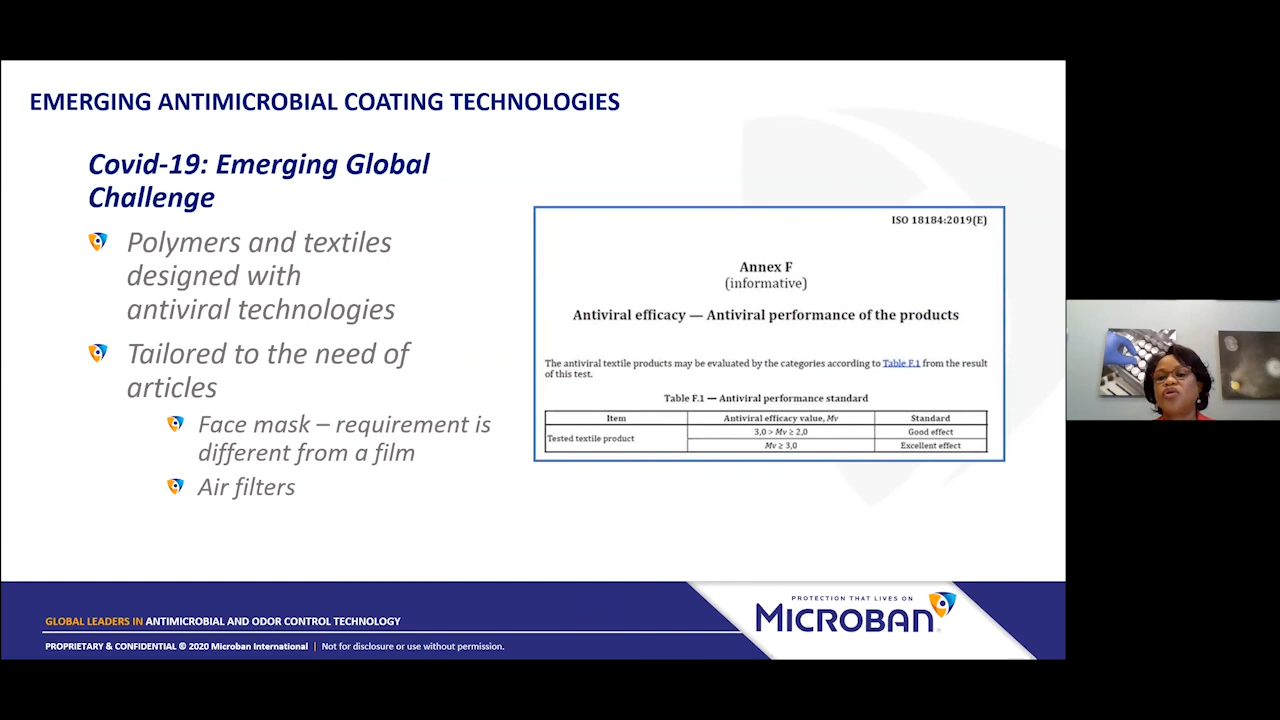 EMERGING ANTIMICROBIAL COATING TECHNOLOGIES
Covid-19: Emerging Global
Challenge
Polymers and textiles
designed with
antiviral technologies
Tailored to the need of
articles
Face mask – requirement is
different from a film
Air filters
ISO 18184:2019(E)
Annex F
(informative)
Antiviral efficacy — Antiviral performance of the products
The antiviral textile products may be evaluated by the categories according to Table F.1 from the result
of this test.
Table F.1 — Antiviral performance standard
Item Antiviral efficacy value, Mv Standard
Tested textile product
3,0 > Mv ≥ 2,0 Good effect
Mv ≥ 3,0 Excellent effect
GLOBAL LEADERS IN ANTIMICROBIAL AND ODOR CONTROL TECHNOLOGY
PROPRIETARY & CONFIDENTIAL © 2020 Microban International | Not for disclosure or use without permission.
PROTECTION THAT LIVES ON
MICROBAN